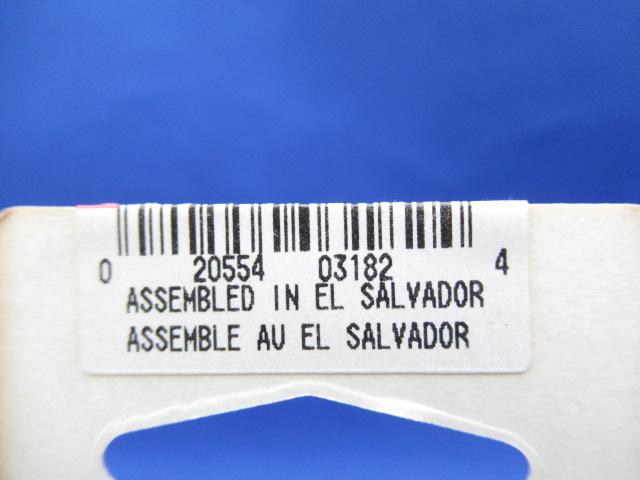 0 20554 03182 4
ASSEMBLED IN EL SALVADOR
ASSEMBLE AU EL SALVADOR